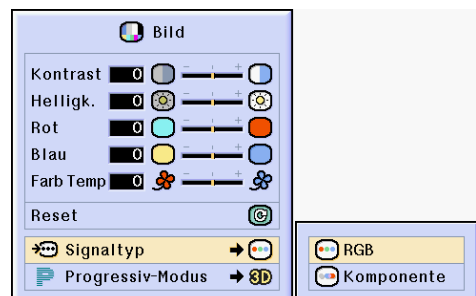 Bild
Kontrast 0
Helligk. 0
Rot 0
Blau 0
Farb Temp 0
Reset
Signaltyp
Progressiv-Modus 3D
RGB
Komponente